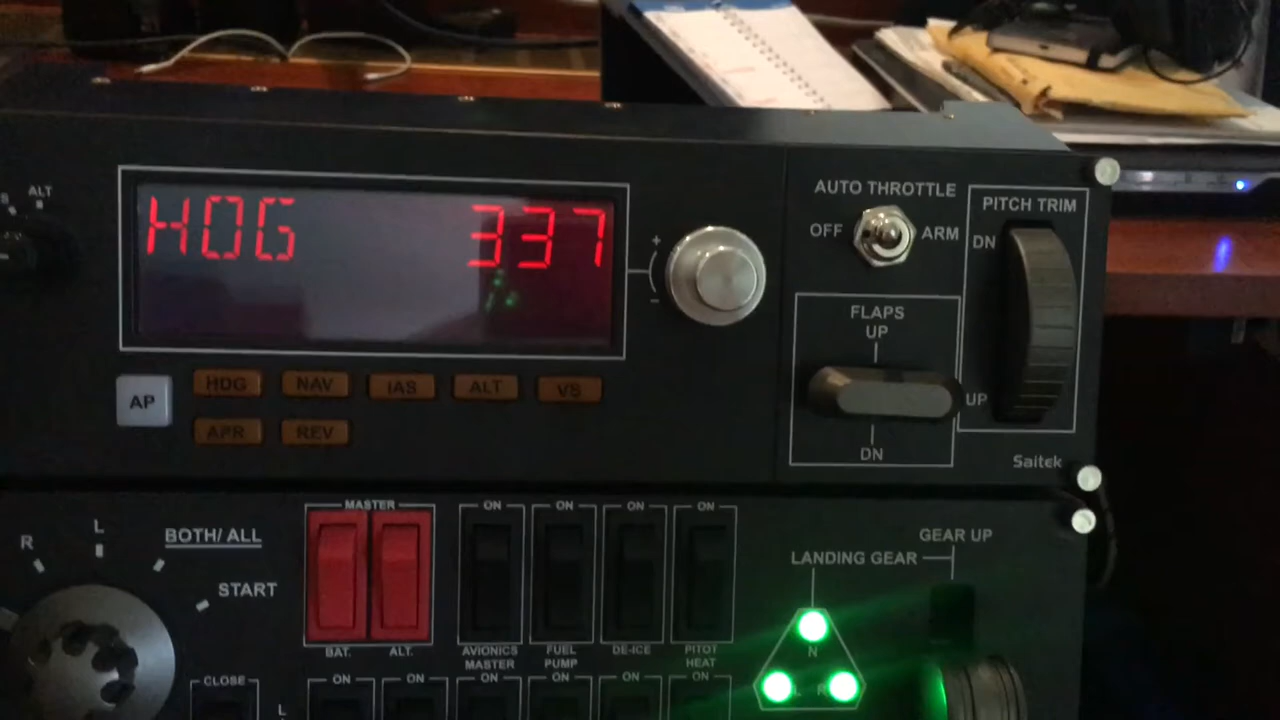 S
ALT
HDG 337
+
-
AUTO THROTTLE
OFF ARM
PITCH TRIM
DN
UP
FLAPS
UP
DN
AP
HDG NAV IAS ALT VS
APR REV
Saitek
R L BOTH/ ALL
START
MASTER
BAT. ALT.
ON ON ON ON
AVIONICS MASTER
FUEL PUMP
DE-ICE
PITOT HEAT
LANDING GEAR
GEAR UP
N
L R
CLOSE
L
ON ON ON ON ON ON